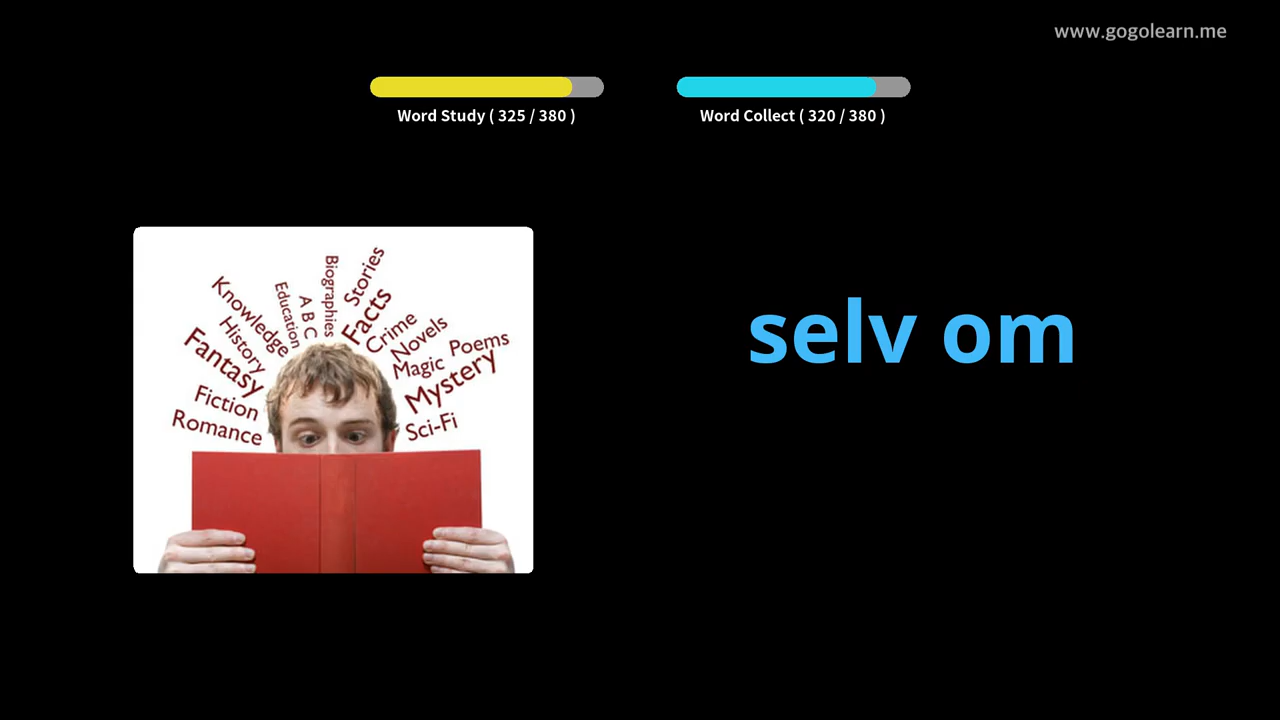 www.gogolearn.me
Word Study ( 325 / 380 )
Word Collect ( 320 / 380 )
selv om
Stories
Biographies
Facts
Education
A B C
Knowledge
Crime
History
Novels
Poems
Magic
Fantasy
Mystery
Fiction
Romance
Sci-Fi